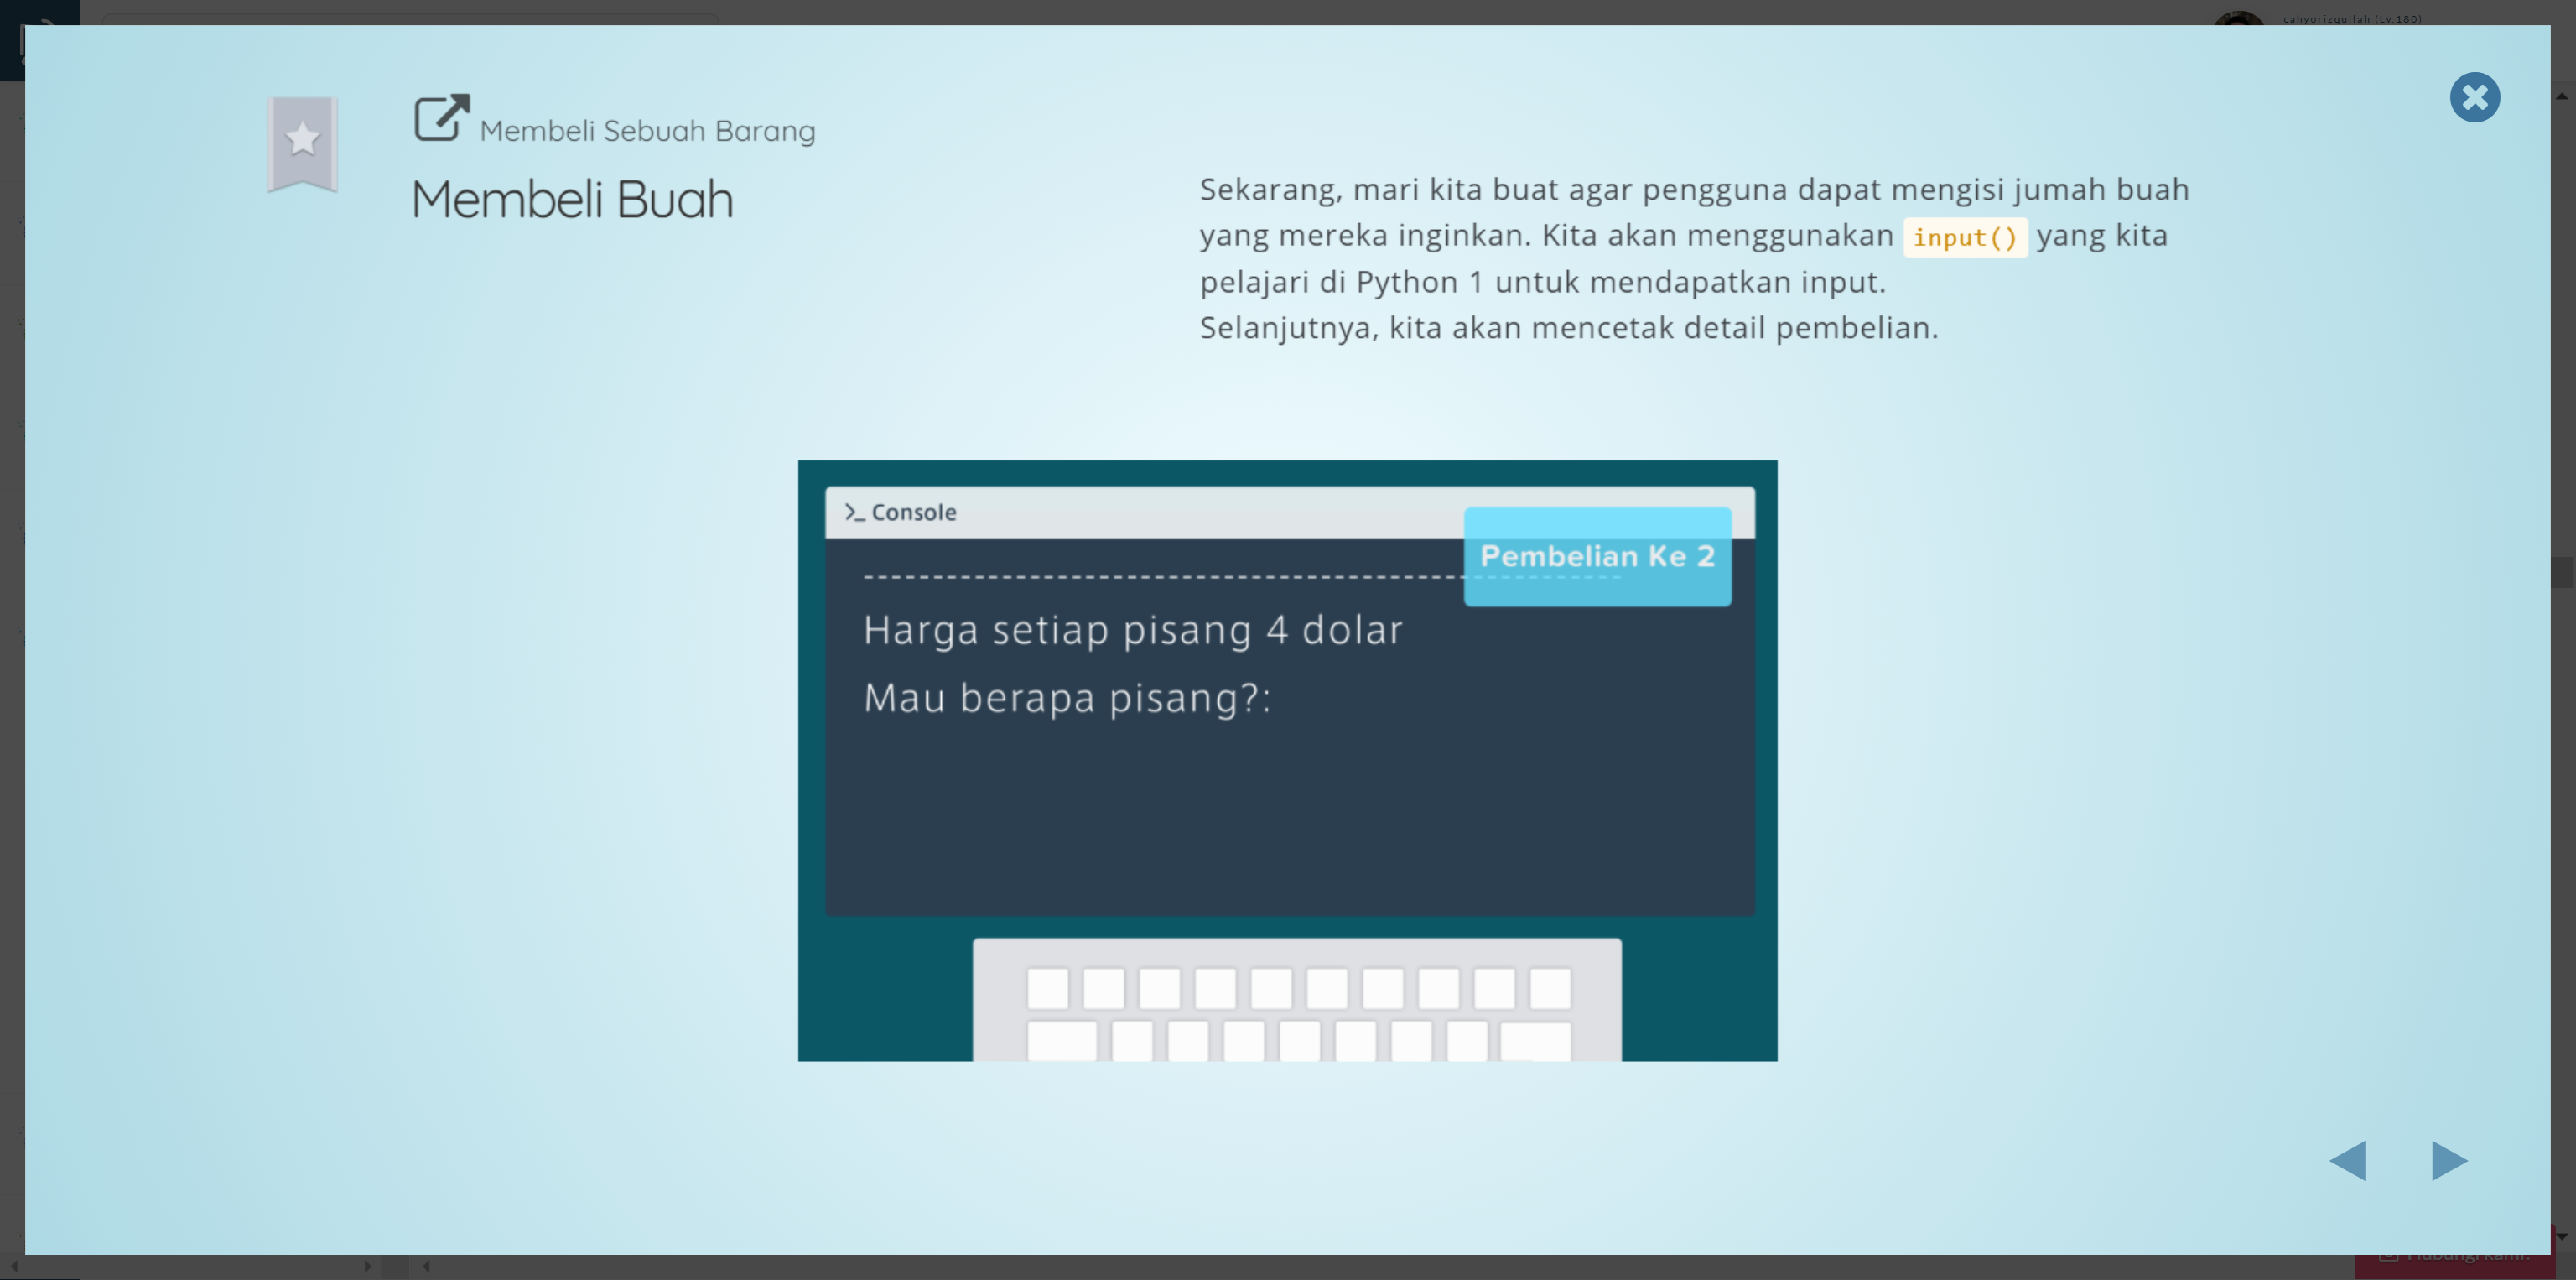 cahyorizqullah (Lv.180)
Membeli Sebuah Barang
Membeli Buah
Sekarang, mari kita buat agar pengguna dapat mengisi jumah buah
yang mereka inginkan. Kita akan menggunakan input() yang kita
pelajari di Python 1 untuk mendapatkan input.
Selanjutnya, kita akan mencetak detail pembelian.
>_ Console
Pembelian Ke 2
------------------------------------------------------
Harga setiap pisang 4 dolar
Mau berapa pisang?:
Hubungi kami